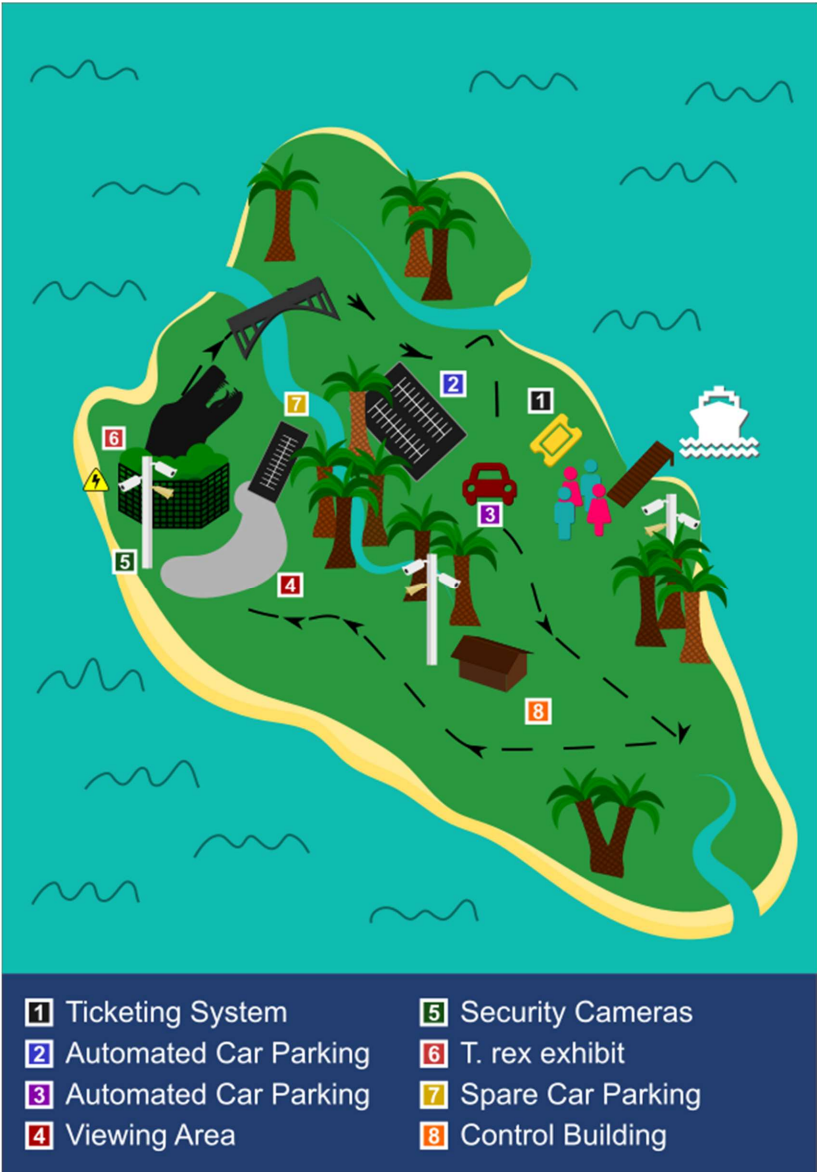 2
1
7
6
3
5
4
8
1 Ticketing System
2 Automated Car Parking
3 Automated Car Parking
4 Viewing Area
5 Security Cameras
6 T. rex exhibit
7 Spare Car Parking
8 Control Building